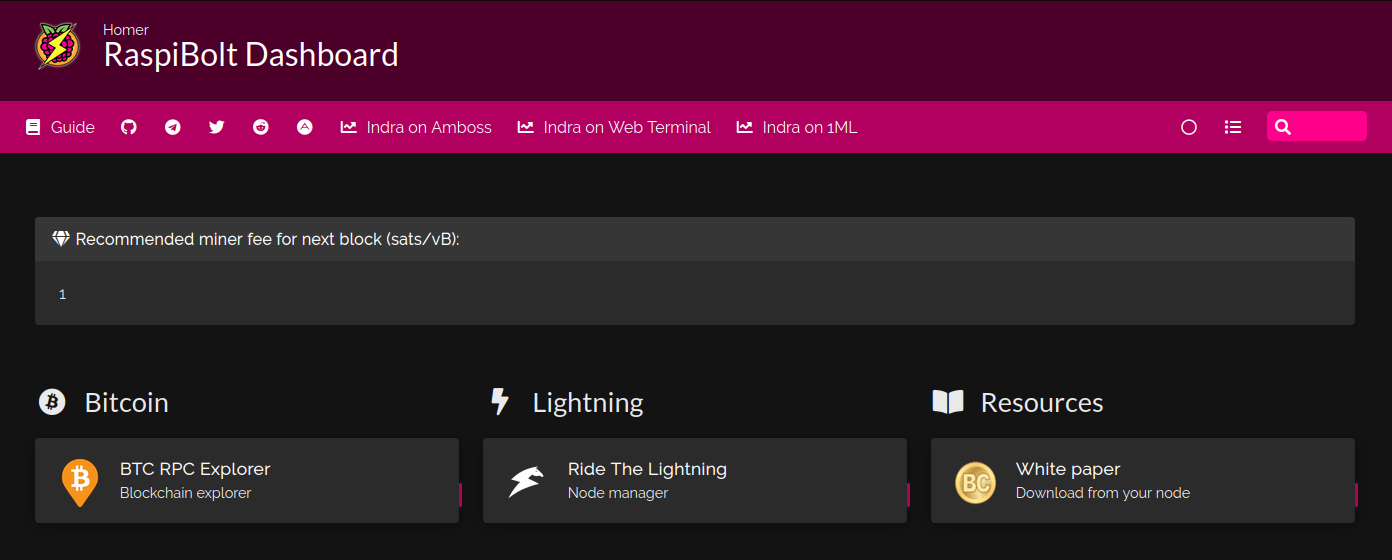 Homer
RaspiBolt Dashboard
Guide Indra on Amboss Indra on Web Terminal Indra on 1ML
Recommended miner fee for next block (sats/vB):
1
Bitcoin Lightning Resources
BTC RPC Explorer Ride The Lightning White paper
Blockchain explorer Node manager BC Download from your node